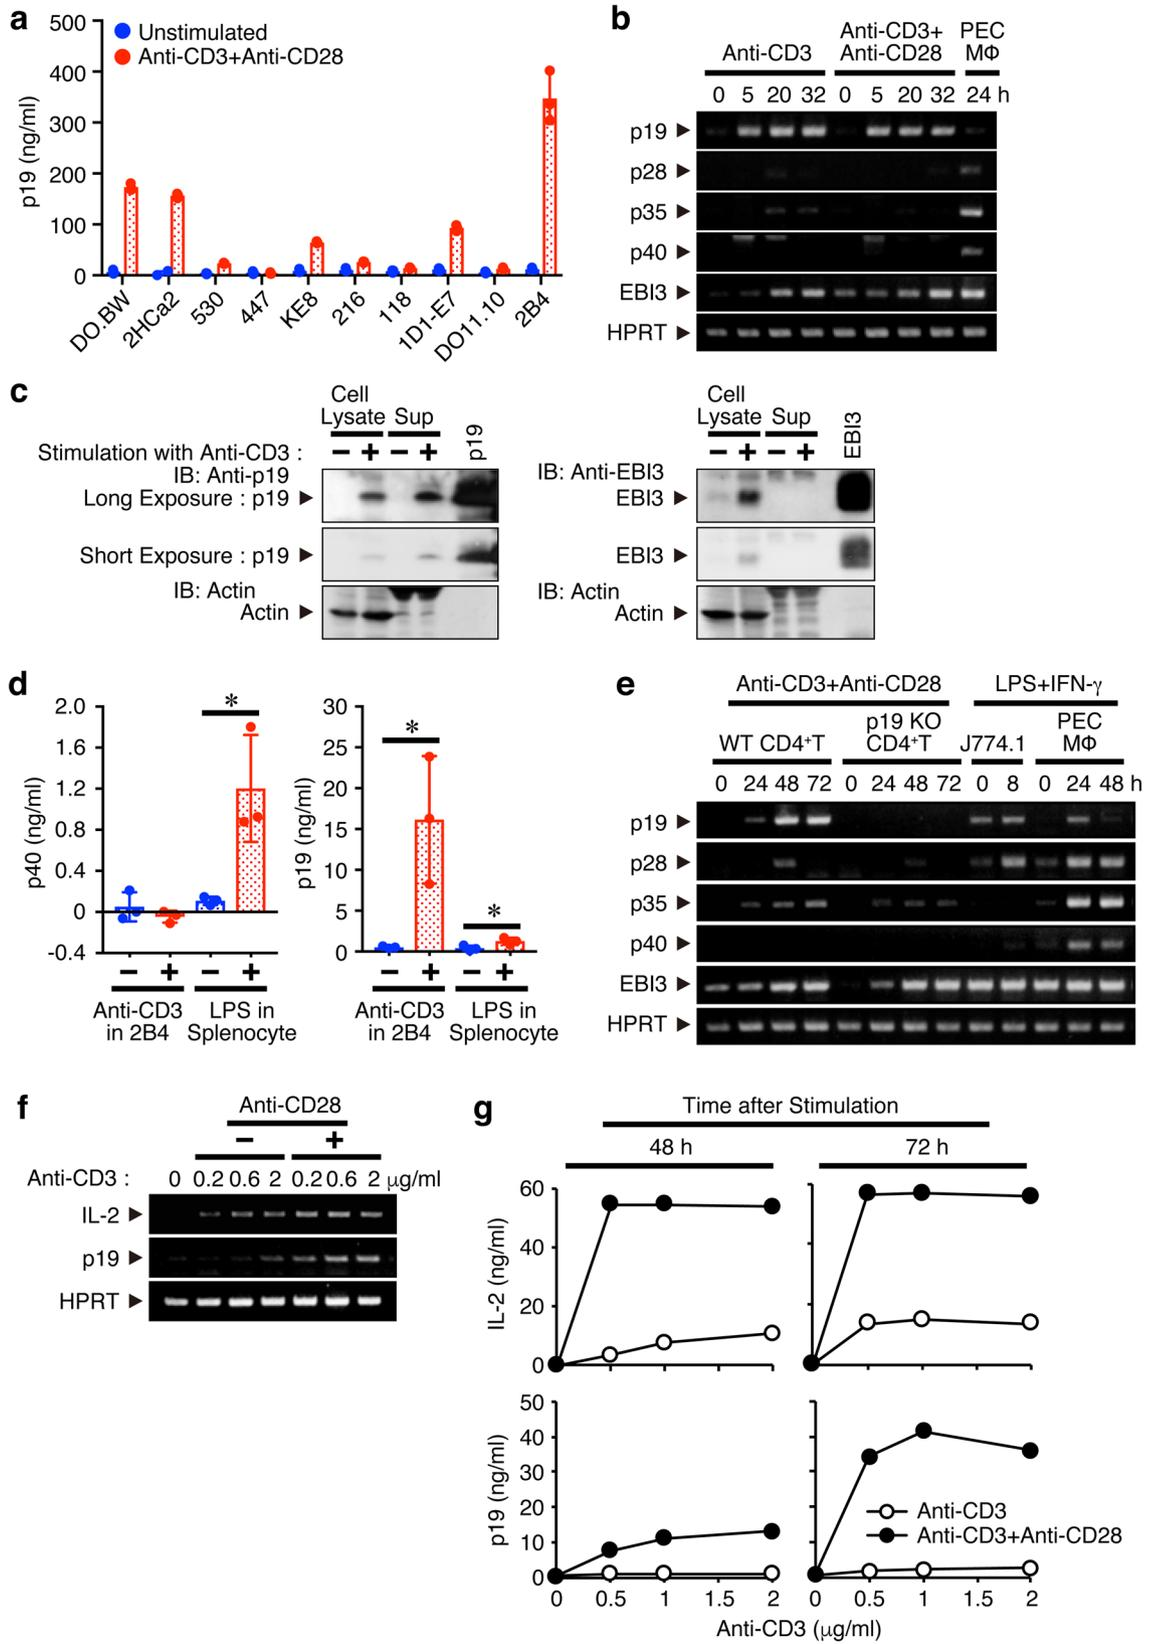 a
500
400
300
200
100
0
p19 (ng/ml)
Unstimulated
Anti-CD3+Anti-CD28
DO.BW
2HCa2
530
447
KE8
216
118
1D1-E7
DO11.10
2B4
b
Anti-CD3
Anti-CD3+
Anti-CD28
PEC
MΦ
0 5 20 32 0 5 20 32 24 h
p19
p28
p35
p40
EBI3
HPRT
c
Cell
Lysate Sup p19
Stimulation with Anti-CD3 : − + − +
IB: Anti-p19
Long Exposure : p19
Short Exposure : p19
IB: Actin
Actin
Cell
Lysate Sup EBI3
− + − +
IB: Anti-EBI3
EBI3
EBI3
IB: Actin
Actin
d
2.0
1.6
1.2
0.8
0.4
0
-0.4
p40 (ng/ml)
*
− + − +
Anti-CD3
in 2B4
LPS in
Splenocyte
30
25
20
15
10
5
0
p19 (ng/ml)
*
*
− + − +
Anti-CD3
in 2B4
LPS in
Splenocyte
e
Anti-CD3+Anti-CD28
LPS+IFN-γ
WT CD4+T
p19 KO
CD4+T
J774.1
PEC
MΦ
0 24 48 72 0 24 48 72 0 8 0 24 48 h
p19
p28
p35
p40
EBI3
HPRT
f
Anti-CD28
− +
Anti-CD3 : 0 0.2 0.6 2 0.2 0.6 2 μg/ml
IL-2
p19
HPRT
g
Time after Stimulation
48 h
72 h
60
40
20
0
IL-2 (ng/ml)
50
40
30
20
10
0
p19 (ng/ml)
Anti-CD3
Anti-CD3+Anti-CD28
0 0.5 1 1.5 2
0 0.5 1 1.5 2
Anti-CD3 (μg/ml)